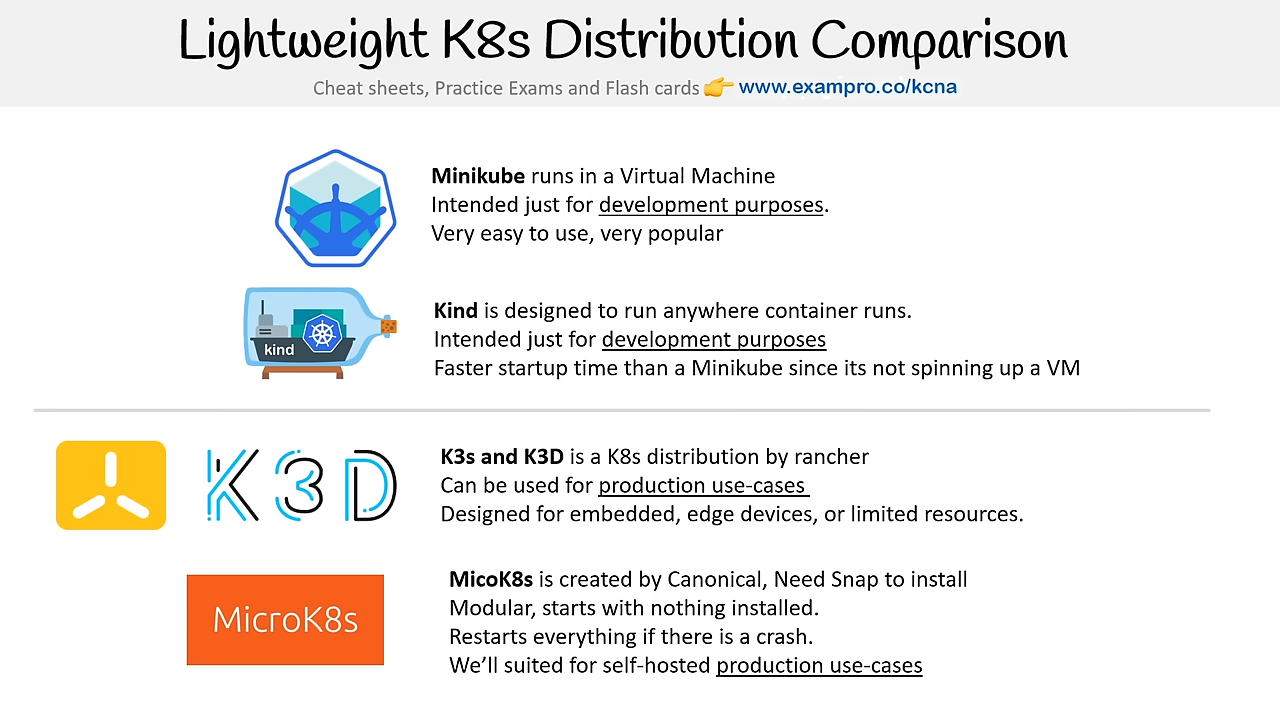 Lightweight K8s Distribution Comparison
Cheat sheets, Practice Exams and Flash cards 👉 www.exampro.co/kcna
Minikube runs in a Virtual Machine
Intended just for development purposes.
Very easy to use, very popular
kind
Kind is designed to run anywhere container runs.
Intended just for development purposes
Faster startup time than a Minikube since its not spinning up a VM
K3D
K3s and K3D is a K8s distribution by rancher
Can be used for production use-cases
Designed for embedded, edge devices, or limited resources.
MicroK8s
MicoK8s is created by Canonical, Need Snap to install
Modular, starts with nothing installed.
Restarts everything if there is a crash.
We’ll suited for self-hosted production use-cases